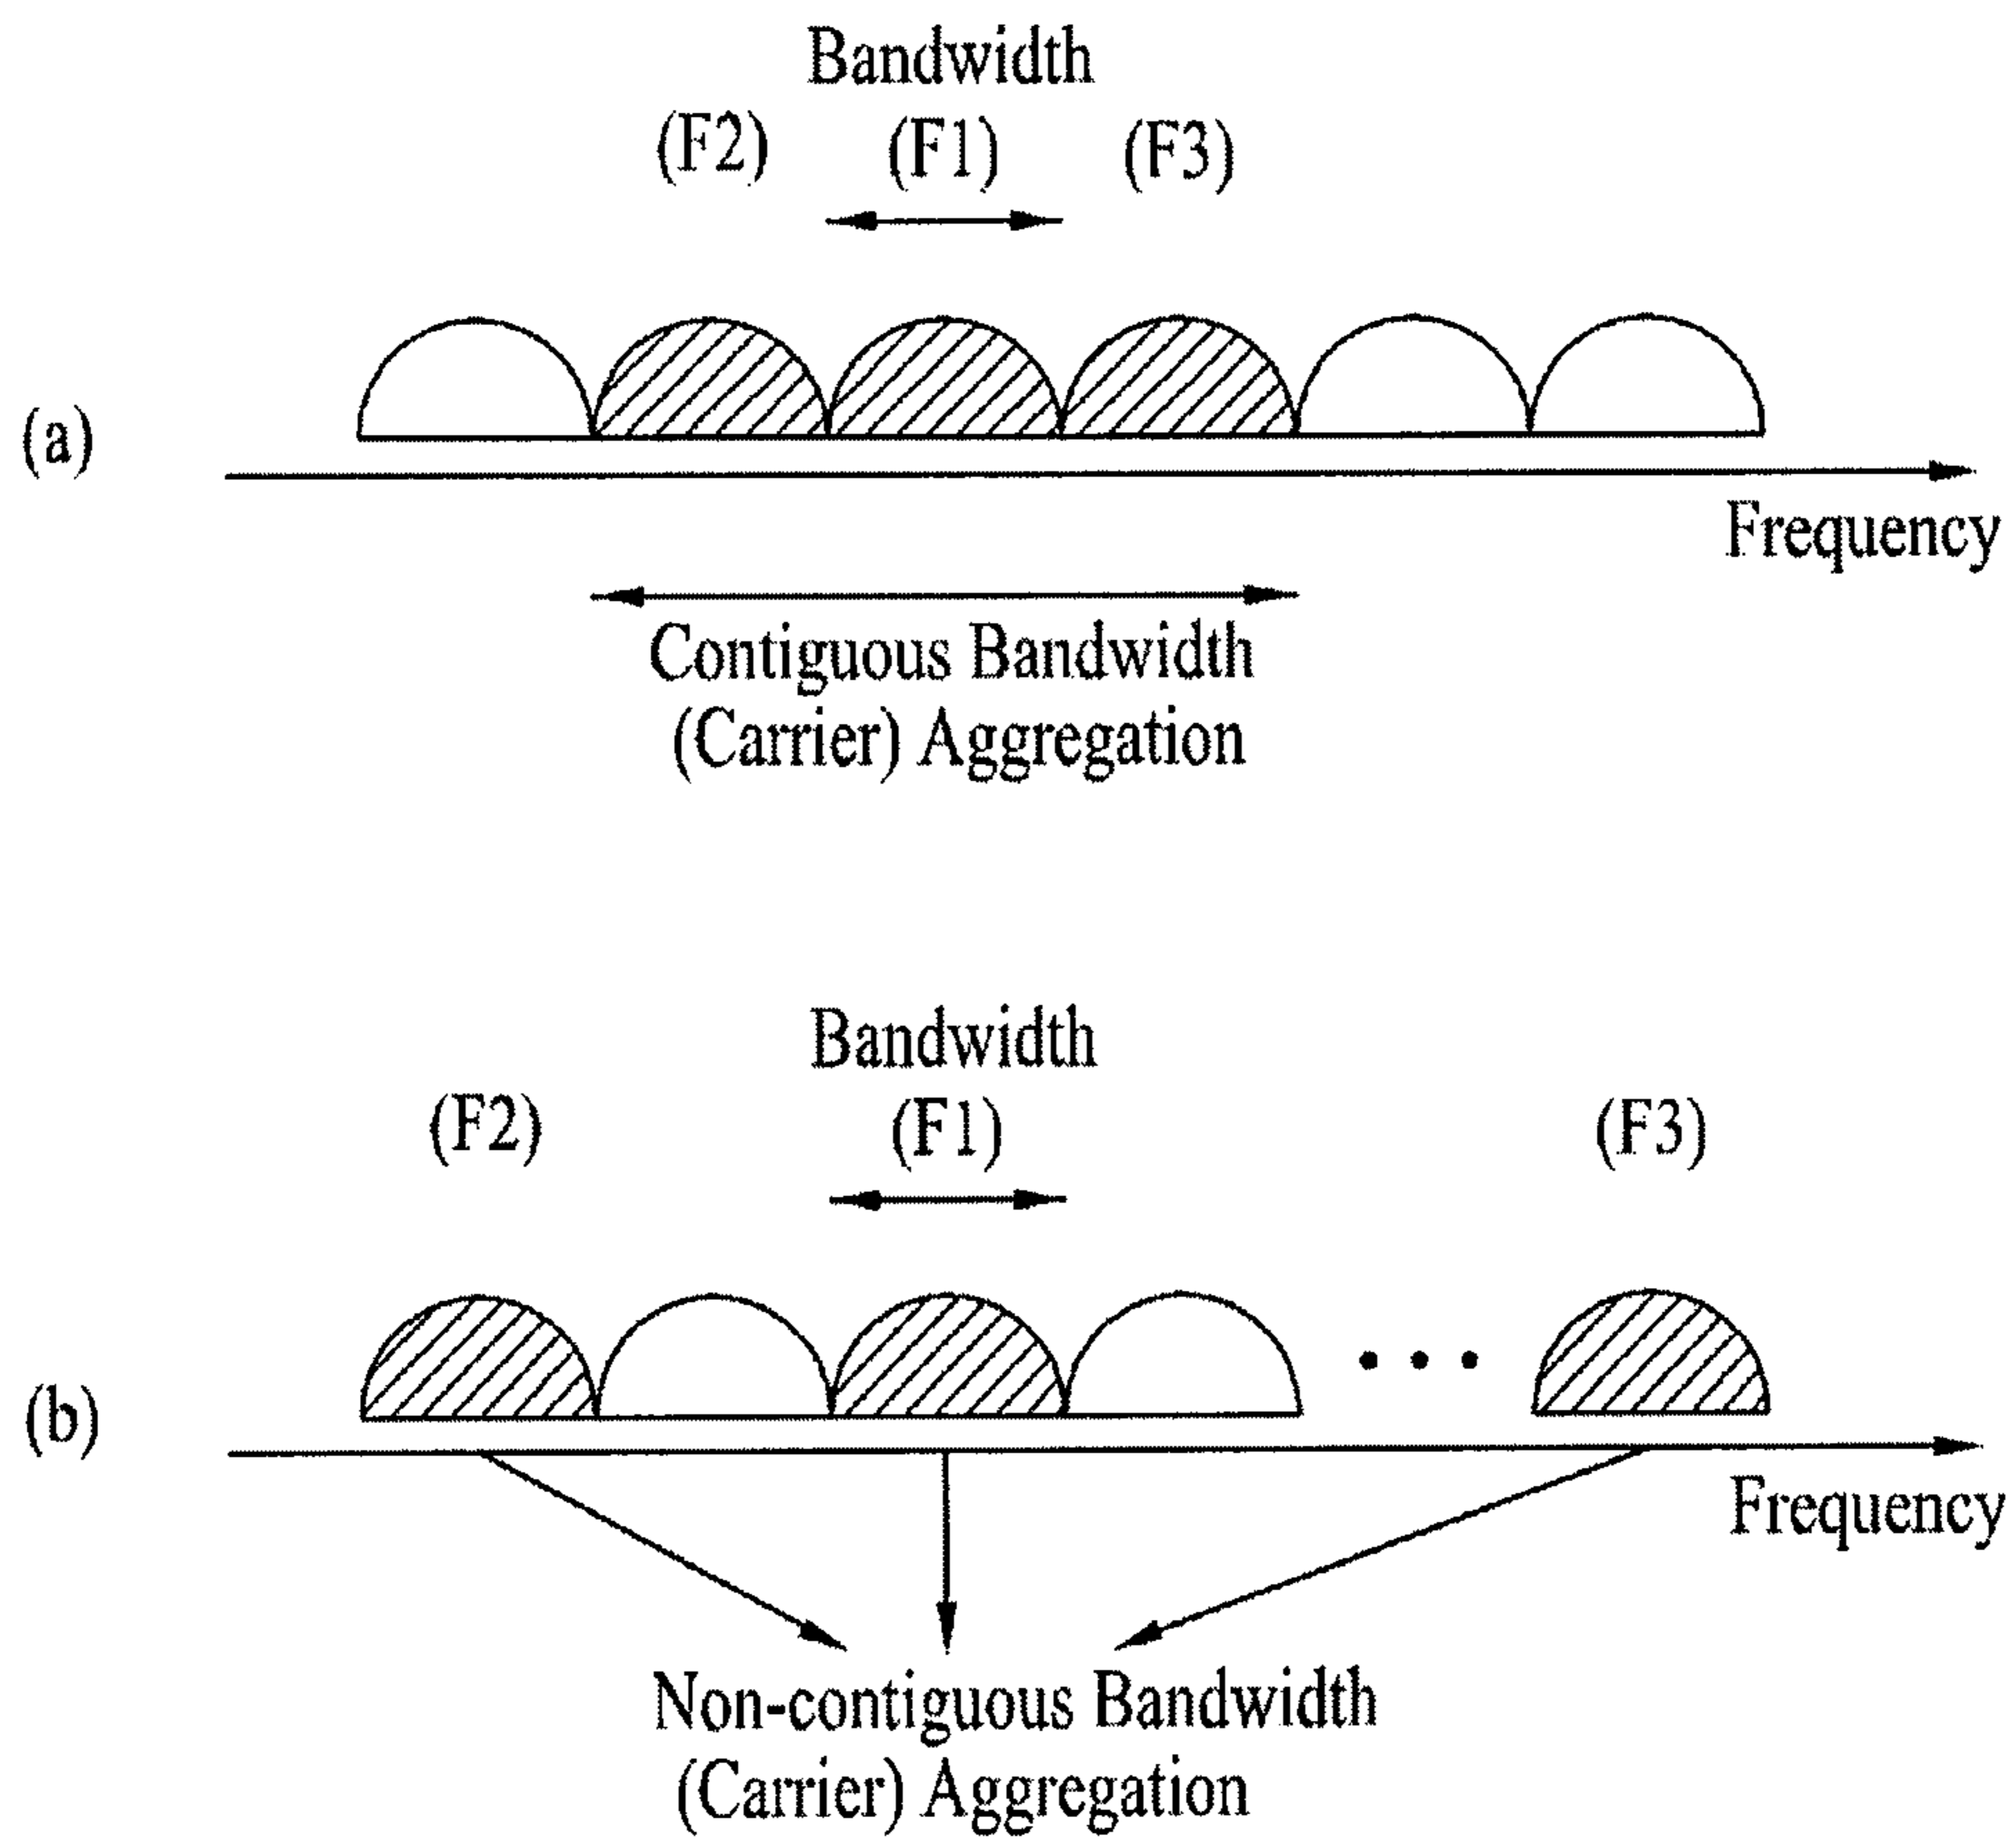 Bandwidth
(F2) (F1) (F3)
(a)
Frequency
Contiguous Bandwidth
(Carrier) Aggregation
Bandwidth
(F2) (F1) (F3)
(b)
Frequency
Non-contiguous Bandwidth
(Carrier) Aggregation